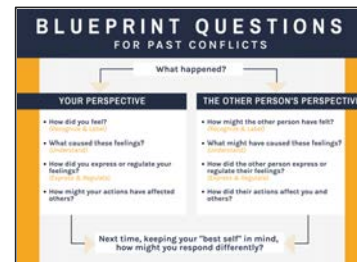 BLUEPRINT QUESTIONS
FOR PAST CONFLICTS
What happened?
YOUR PERSPECTIVE
• How did you feel?
(Recognize & Label)
• What caused these feelings?
(Understand)
• How did you express or regulate your
feelings?
(Express & Regulate)
• How might your actions have affected
others?
THE OTHER PERSON'S PERSPECTIVE
• How might the other person have felt?
(Recognize & Label)
• What might have caused these feelings?
(Understand)
• How did the other person express or
regulate their feelings?
(Express & Regulate)
• How did their actions affect you and
others?
Next time, keeping your "best self" in mind,
how might you respond differently?